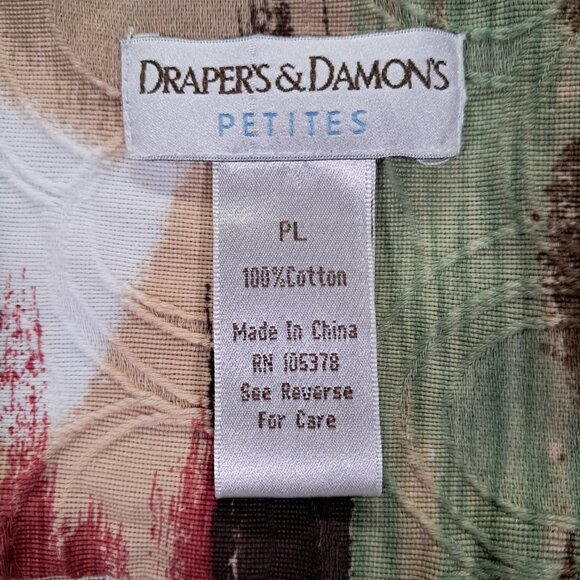 DRAPER'S & DAMON'S
PETITES
PL
100%Cotton
Made In China
RN 105378
See Reverse
For Care